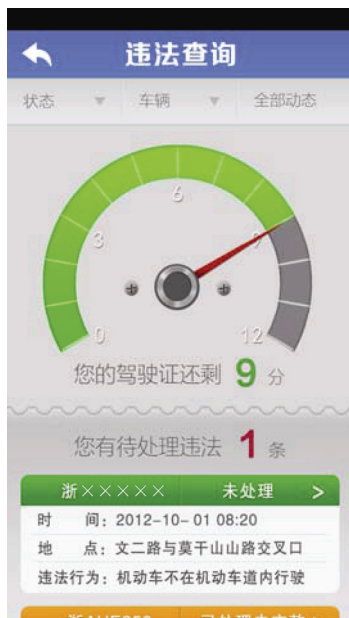 违法查询
状态 车辆 全部动态
6
3 9
0 12
您的驾驶证还剩 9 分
您有待处理违法 1 条
浙××××× 未处理 >
时 间：2012-10-01 08:20
地 点：文二路与莫干山山路交叉口
违法行为：机动车不在机动车道内行驶